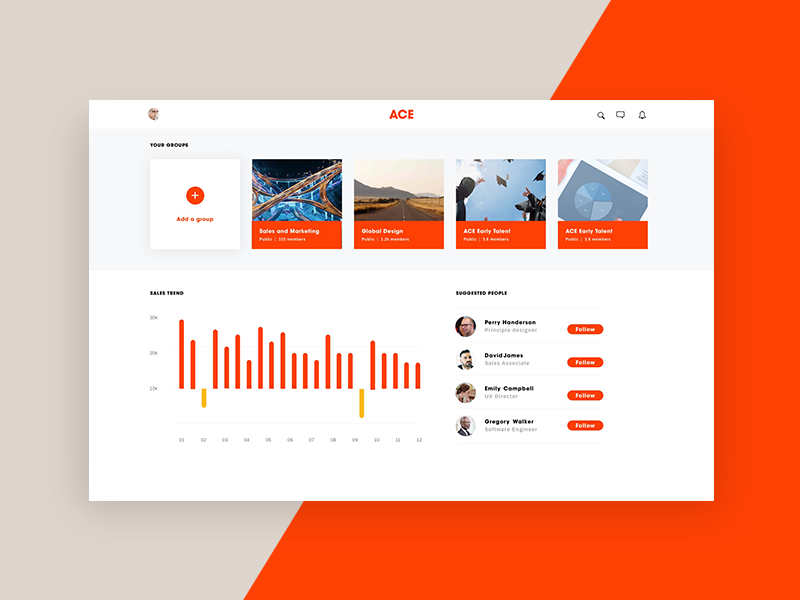 ACE
YOUR GROUPS
Add a group
Sales and Marketing
Public | 103 members
Global Design
Public | 1.2k members
ACE Early Talent
Public | 3.6 members
ACE Early Talent
Public | 3.6 members
SALES TREND
30k
20k
10k
01 02 03 04 05 06 07 08 09 10 11 12
SUGGESTED PEOPLE
Perry Handerson
Principle designer
Follow
David James
Sales Associate
Follow
Emily Campbell
UX Director
Follow
Gregory Walker
Software Engineer
Follow